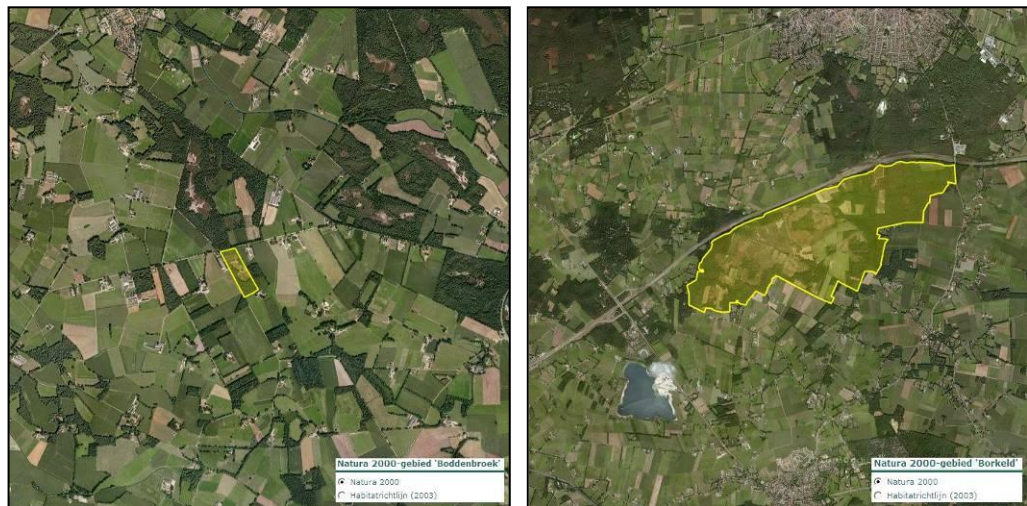 Natura 2000-gebied 'Boddenbroek'
Natura 2000
Habitatrichtlijn (2003)
Natura 2000-gebied 'Borkeld'
Natura 2000
Habitatrichtlijn (2003)